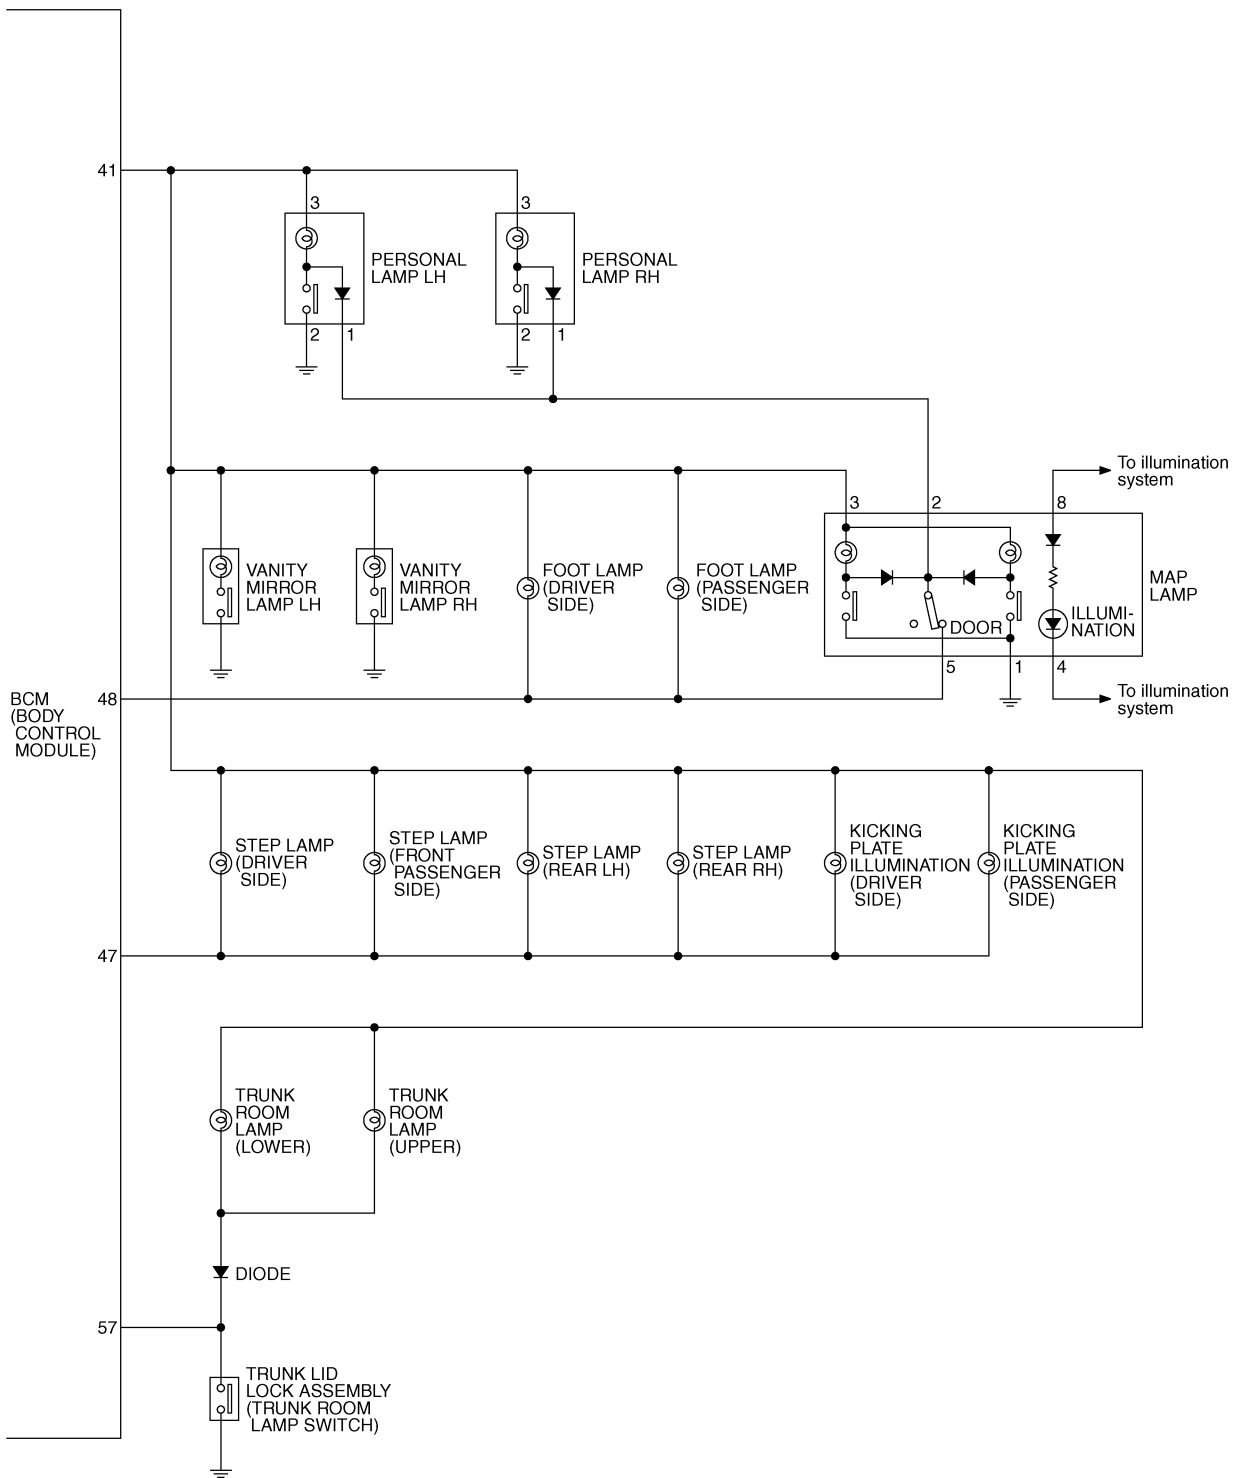 41
3
3
PERSONAL
LAMP LH
PERSONAL
LAMP RH
2
1
2
1
To illumination
system
3
2
8
VANITY
MIRROR
LAMP LH
VANITY
MIRROR
LAMP RH
FOOT LAMP
(DRIVER
SIDE)
FOOT LAMP
(PASSENGER
SIDE)
MAP
LAMP
DOOR
ILLUMI-
NATION
5
1
4
To illumination
system
BCM
(BODY
CONTROL
MODULE)
48
STEP LAMP
(DRIVER
SIDE)
STEP LAMP
(FRONT
PASSENGER
SIDE)
STEP LAMP
(REAR LH)
STEP LAMP
(REAR RH)
KICKING
PLATE
ILLUMINATION
(DRIVER
SIDE)
KICKING
PLATE
ILLUMINATION
(PASSENGER
SIDE)
47
TRUNK
ROOM
LAMP
(LOWER)
TRUNK
ROOM
LAMP
(UPPER)
DIODE
57
TRUNK LID
LOCK ASSEMBLY
(TRUNK ROOM
LAMP SWITCH)